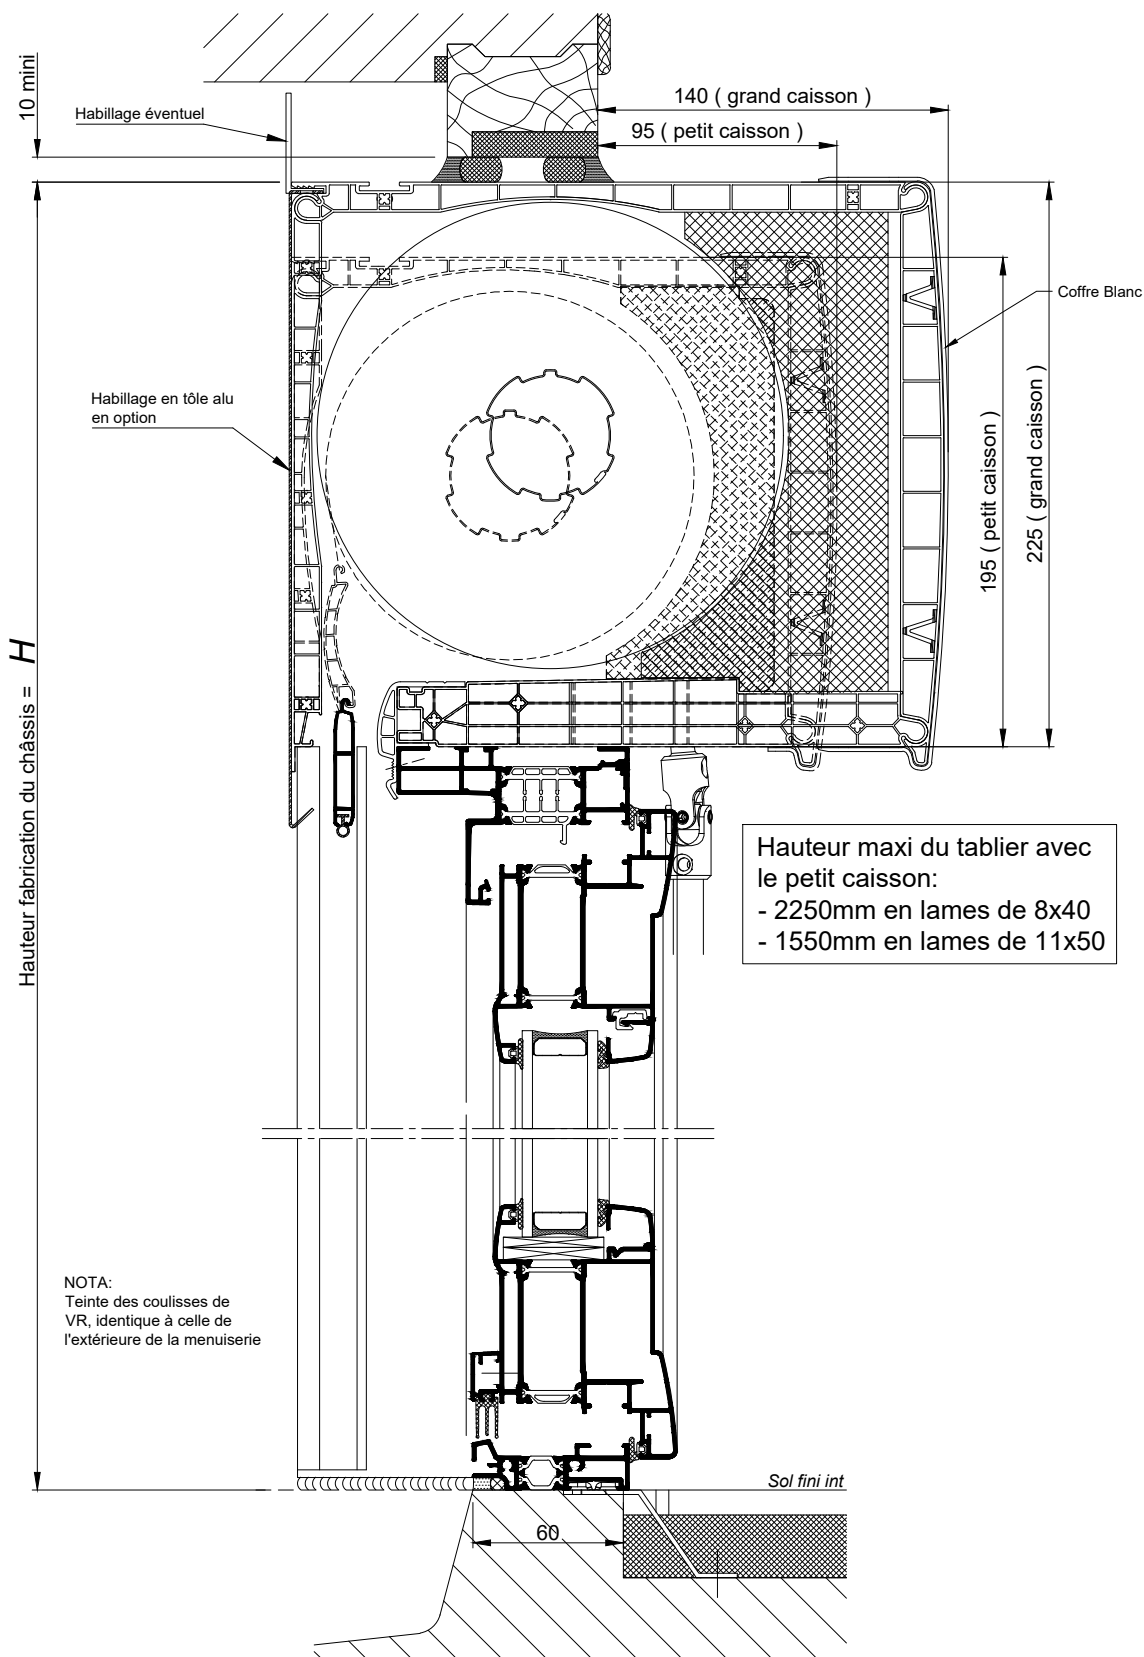 140 ( grand caisson )
95 ( petit caisson )
10 mini
Habillage éventuel
Coffre Blanc
Habillage en tôle alu
en option
195 ( petit caisson )
225 ( grand caisson )
Hauteur fabrication du châssis = H
Hauteur maxi du tablier avec
le petit caisson:
- 2250mm en lames de 8x40
- 1550mm en lames de 11x50
NOTA:
Teinte des coulisses de
VR, identique à celle de
l'extérieure de la menuiserie
Sol fini int
60